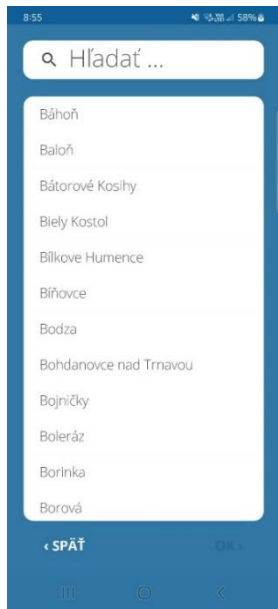 8:55
58%
Hľadať ...
Báhoň
Baloň
Bátorové Kosihy
Biely Kostol
Bílkove Humence
Bíňovce
Bodza
Bohdanovce nad Trnavou
Bojničky
Boleráz
Borinka
Borová
‹ SPÄŤ
OK ›